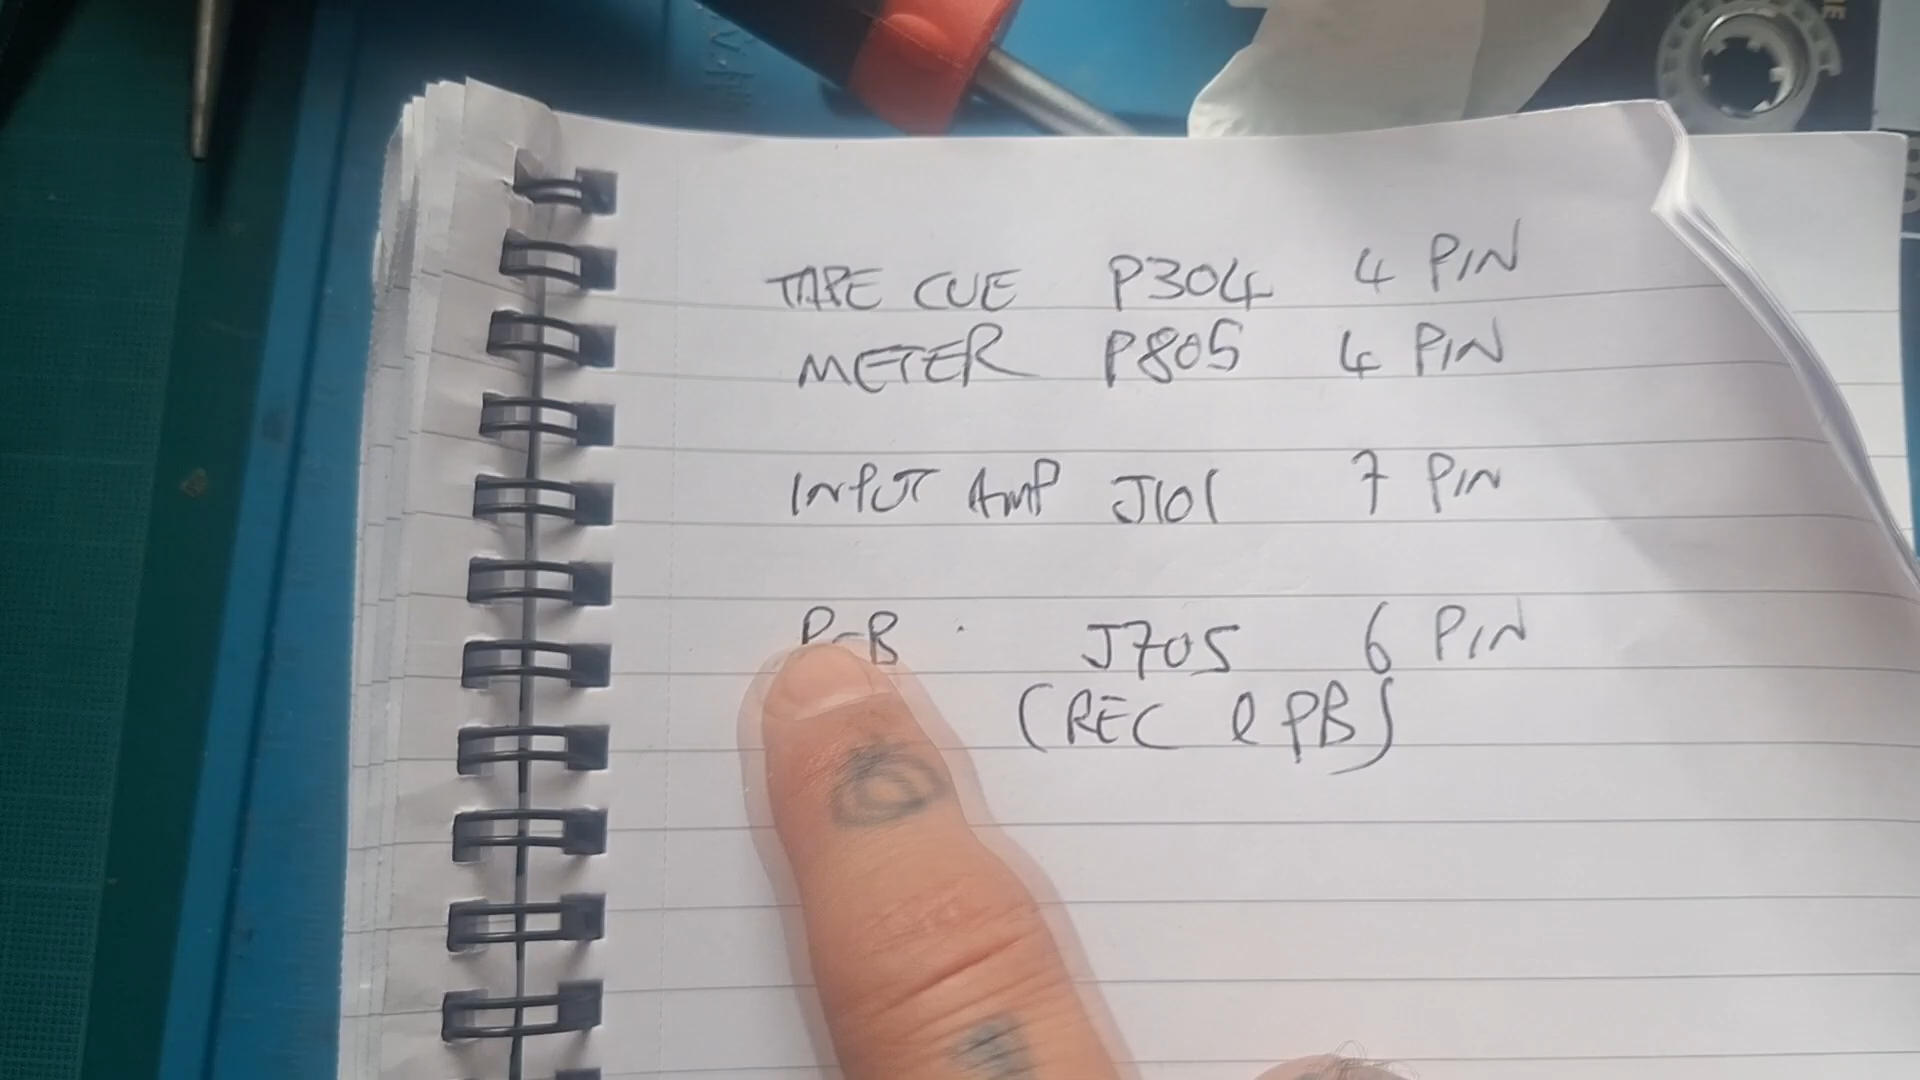 TAPE CUE P304 4 PIN
METER P805 4 PIN
INPUT AMP J101 7 PIN
J705 6 PIN
(REC & PB)